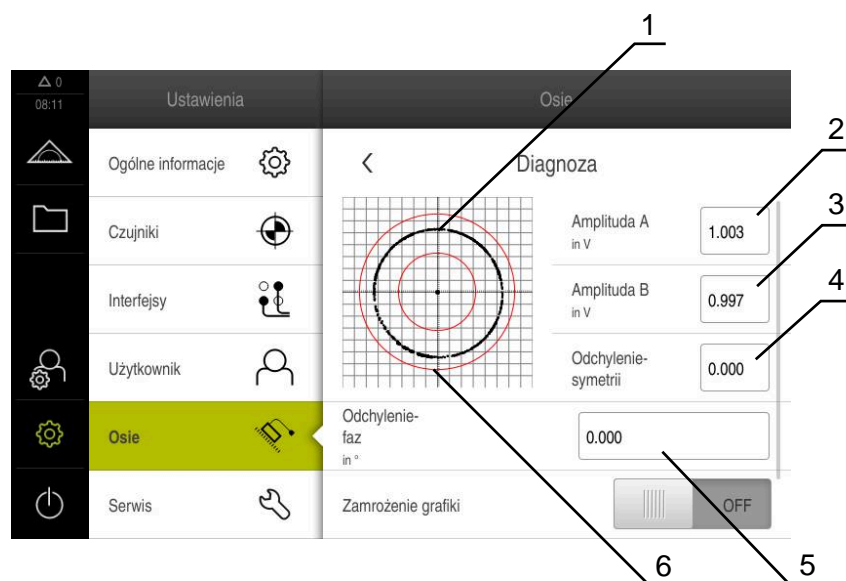 1
0
08:11
Ustawienia
Osie
2
Ogólne informacje
Diagnoza
3
Czujniki
Amplituda A
in V
1.003
4
Interfejsy
Amplituda B
in V
0.997
Użytkownik
Odchylenie-
symetrii
0.000
Osie
Odchylenie-
faz
in °
0.000
Serwis
Zamrożenie grafiki
OFF
6
5